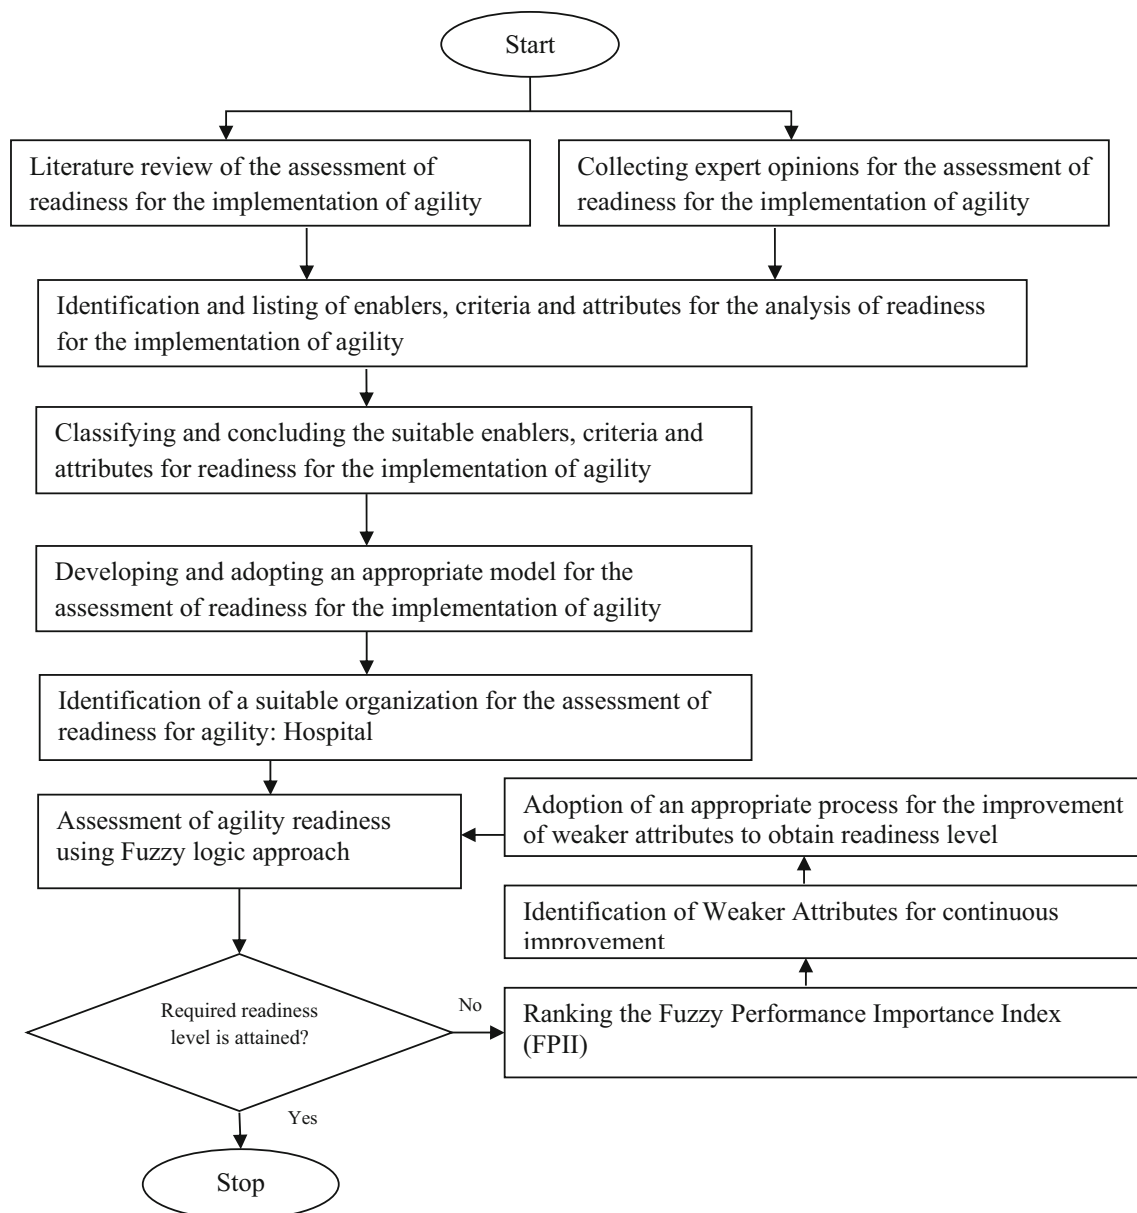 Start
Literature review of the assessment of
readiness for the implementation of agility
Collecting expert opinions for the assessment of
readiness for the implementation of agility
Identification and listing of enablers, criteria and attributes for the analysis of readiness
for the implementation of agility
Classifying and concluding the suitable enablers, criteria and
attributes for readiness for the implementation of agility
Developing and adopting an appropriate model for the
assessment of readiness for the implementation of agility
Identification of a suitable organization for the assessment of
readiness for agility: Hospital
Assessment of agility readiness
using Fuzzy logic approach
Adoption of an appropriate process for the improvement
of weaker attributes to obtain readiness level
Identification of Weaker Attributes for continuous
improvement
Required readiness
level is attained?
No
Ranking the Fuzzy Performance Importance Index
(FPII)
Yes
Stop